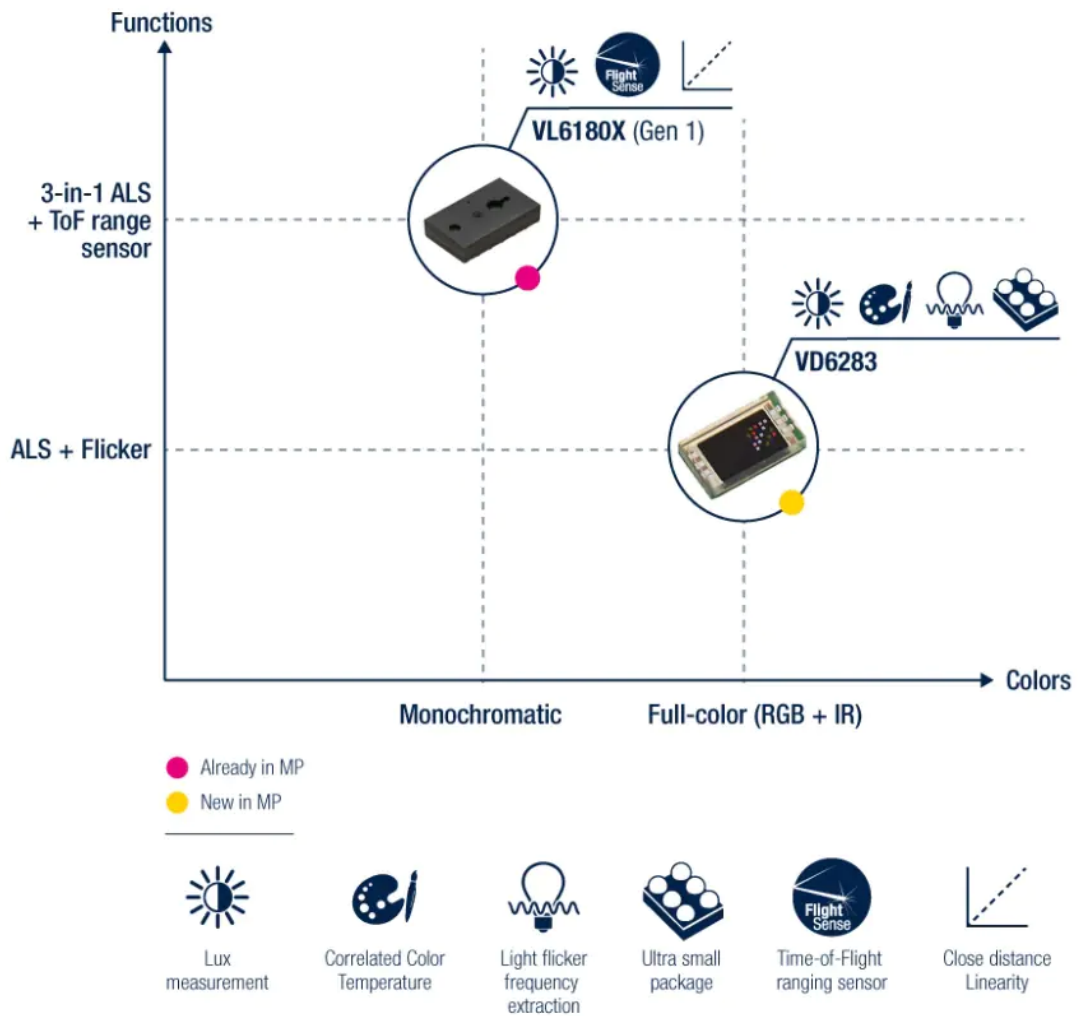 Functions
Flight
Sense
VL6180X (Gen 1)
3-in-1 ALS
+ ToF range
sensor
VD6283
ALS + Flicker
Colors
Monochromatic
Full-color (RGB + IR)
Already in MP
New in MP
Flight
Sense
Lux
measurement
Correlated Color
Temperature
Light flicker
frequency
extraction
Ultra small
package
Time-of-Flight
ranging sensor
Close distance
Linearity